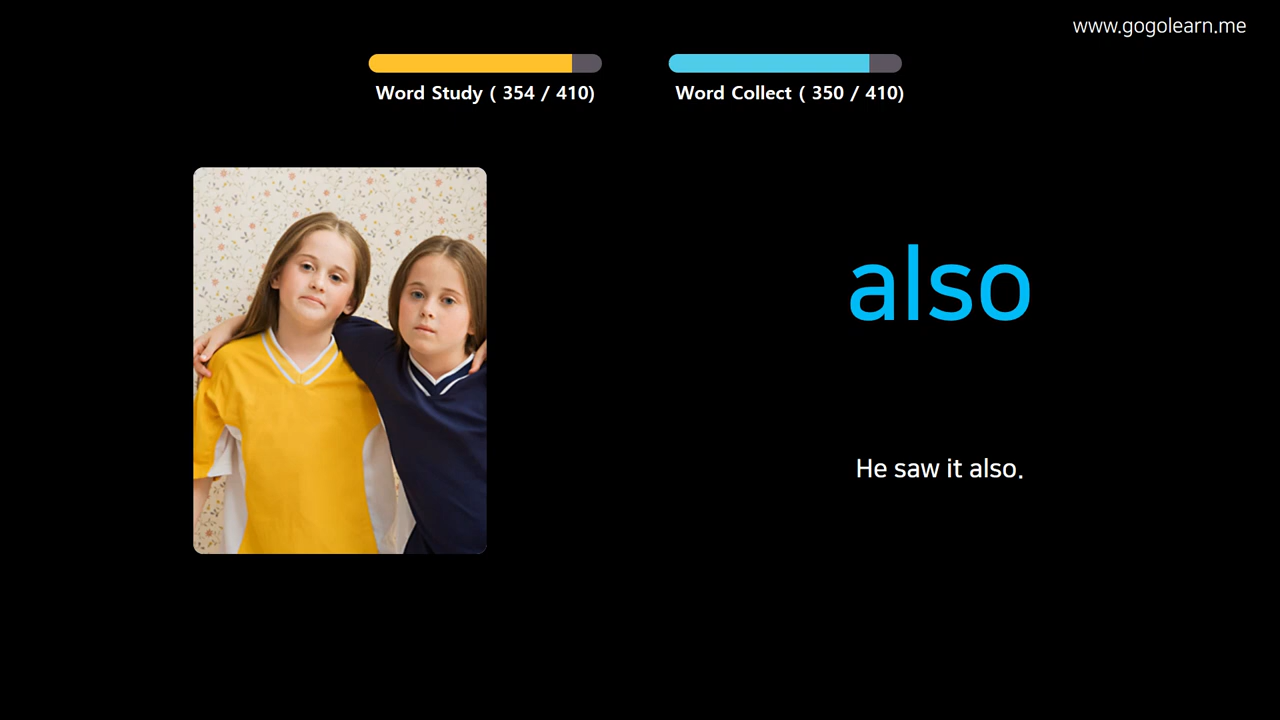 www.gogolearn.me
Word Study ( 354 / 410)
Word Collect ( 350 / 410)
also
He saw it also.